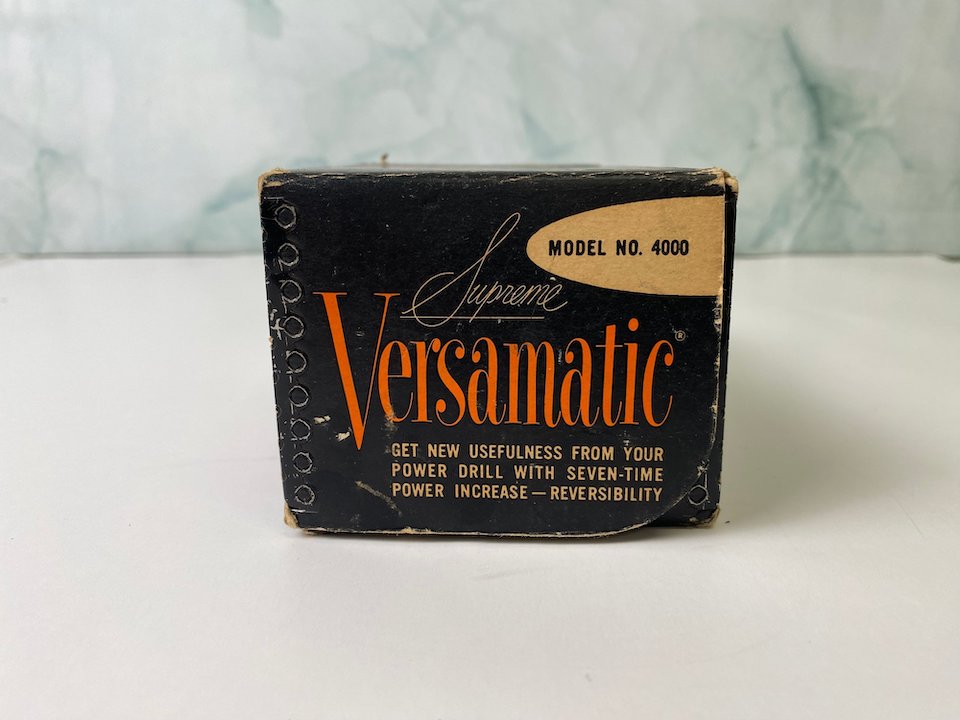 MODEL NO. 4000
Supreme
Versamatic®
GET NEW USEFULNESS FROM YOUR
POWER DRILL WITH SEVEN-TIME
POWER INCREASE — REVERSIBILITY